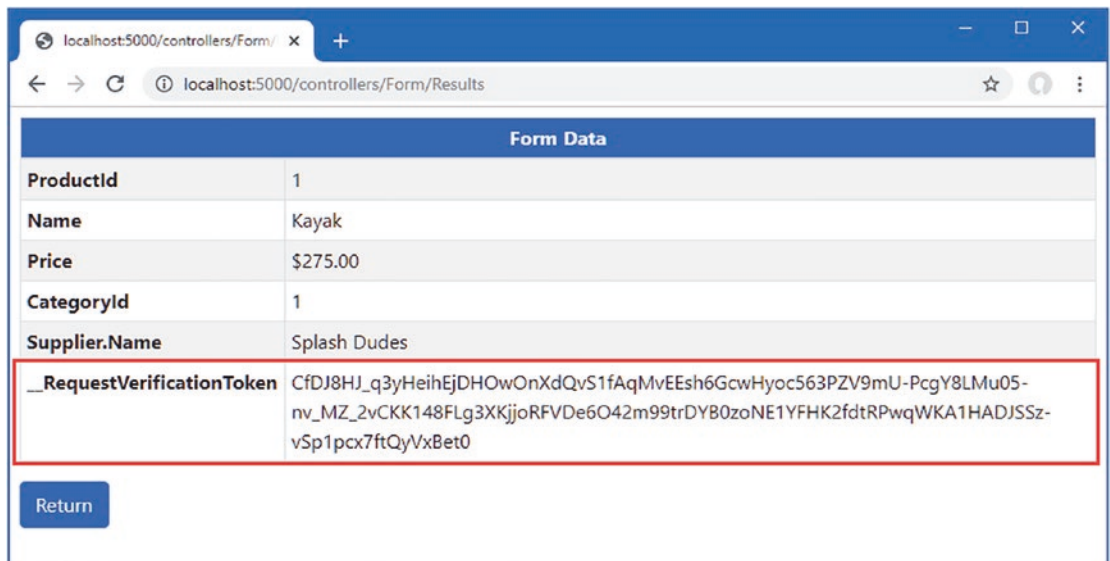 localhost:5000/controllers/Form/
localhost:5000/controllers/Form/Results
Form Data
ProductId 1
Name Kayak
Price $275.00
CategoryId 1
Supplier.Name Splash Dudes
__RequestVerificationToken CfDJ8HJ_q3yHeihEjDHOwOnXdQvS1fAqMvEEsh6GcwHyoc563PZV9mU-PcgY8LMu05-
nv_MZ_2vCKK148FLg3XKjjoRFVDe6O42m99trDYB0zoNE1YFHK2fdtRPwqWKA1HADJSSz-
vSp1pcx7ftQyVxBet0
Return